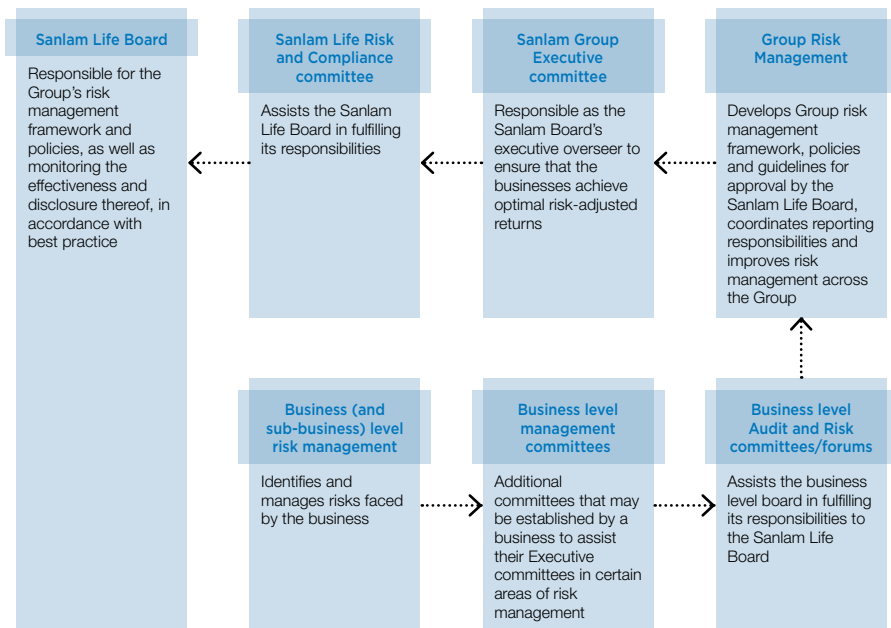 Sanlam Life Board
Responsible for the
Group's risk
management
framework and
policies, as well as
monitoring the
effectiveness and
disclosure thereof, in
accordance with
best practice
Sanlam Life Risk
and Compliance
committee
Assists the Sanlam
Life Board in fulfilling
its responsibilities
Sanlam Group
Executive
committee
Responsible as the
Sanlam Board's
executive overseer to
ensure that the
businesses achieve
optimal risk-adjusted
returns
Group Risk
Management
Develops Group risk
management
framework, policies
and guidelines for
approval by the
Sanlam Life Board,
coordinates reporting
responsibilities and
improves risk
management across
the Group
Business (and
sub-business) level
risk management
Identifies and
manages risks faced
by the business
Business level
management
committees
Additional
committees that may
be established by a
business to assist
their Executive
committees in certain
areas of risk
management
Business level
Audit and Risk
committees/forums
Assists the business
level board in fulfilling
its responsibilities to
the Sanlam Life
Board